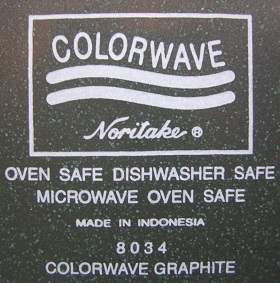 COLORWAVE
Noritake ®
OVEN SAFE DISHWASHER SAFE
MICROWAVE OVEN SAFE
MADE IN INDONESIA
8034
COLORWAVE GRAPHITE